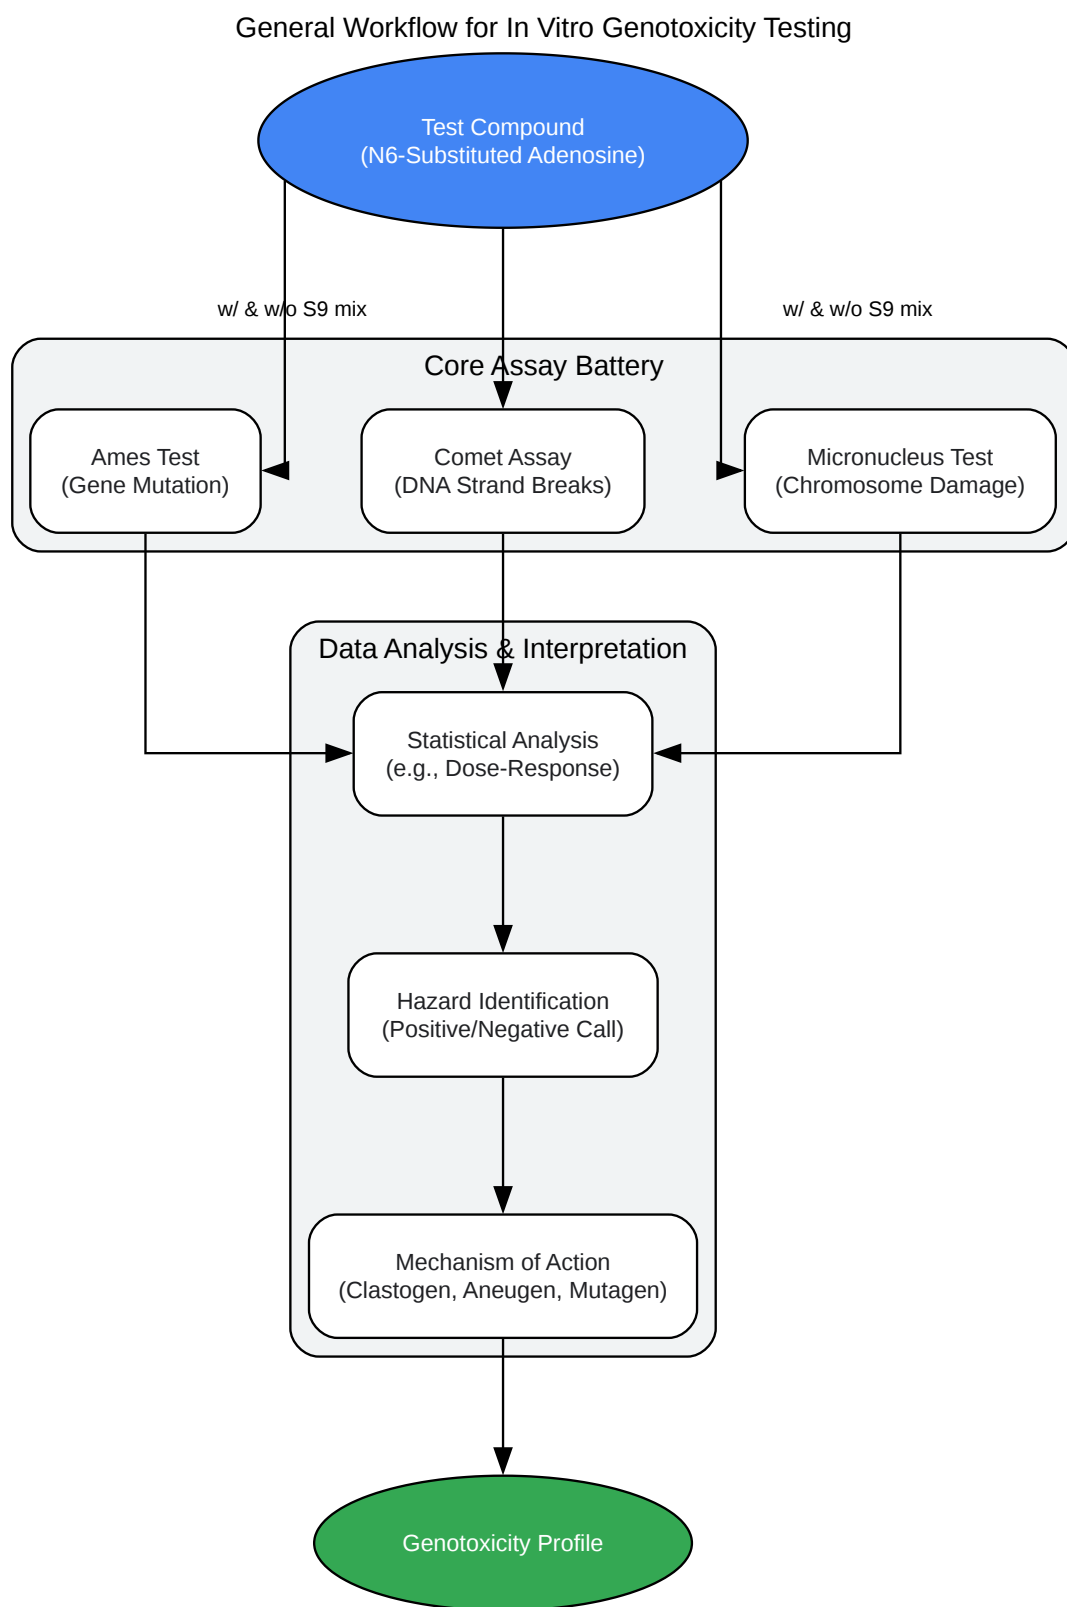 General Workflow for In Vitro Genotoxicity Testing
Test Compound
(N6-Substituted Adenosine)
w/ & w/o S9 mix
w/ & w/o S9 mix
Core Assay Battery
Ames Test
(Gene Mutation)
Comet Assay
(DNA Strand Breaks)
Micronucleus Test
(Chromosome Damage)
Data Analysis & Interpretation
Statistical Analysis
(e.g., Dose-Response)
Hazard Identification
(Positive/Negative Call)
Mechanism of Action
(Clastogen, Aneugen, Mutagen)
Genotoxicity Profile